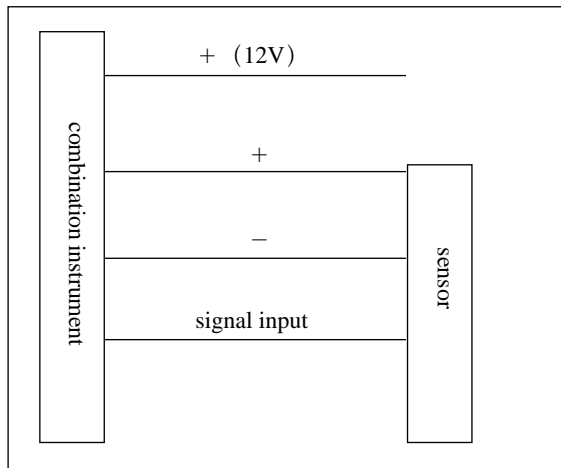 + (12V)
+
−
signal input
combination instrument
sensor